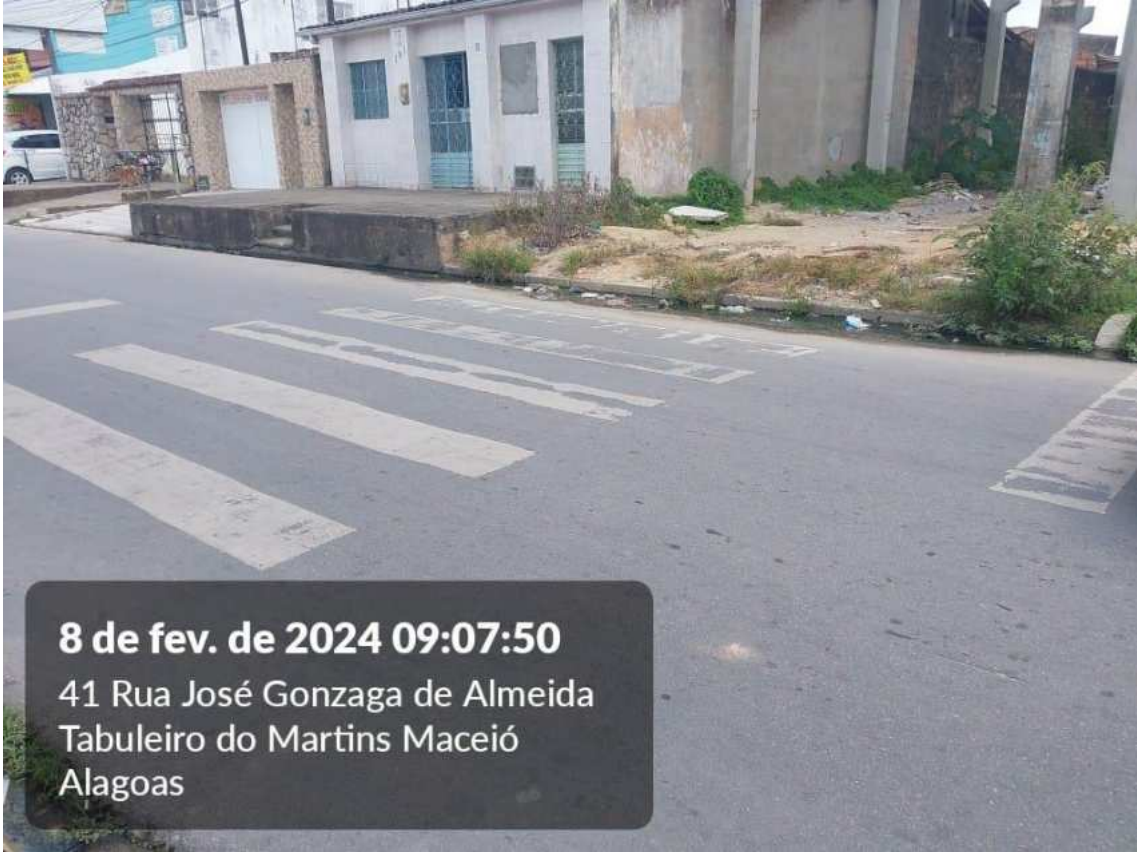 8 de fev. de 2024 09:07:50
41 Rua José Gonzaga de Almeida
Tabuleiro do Martins Maceió
Alagoas